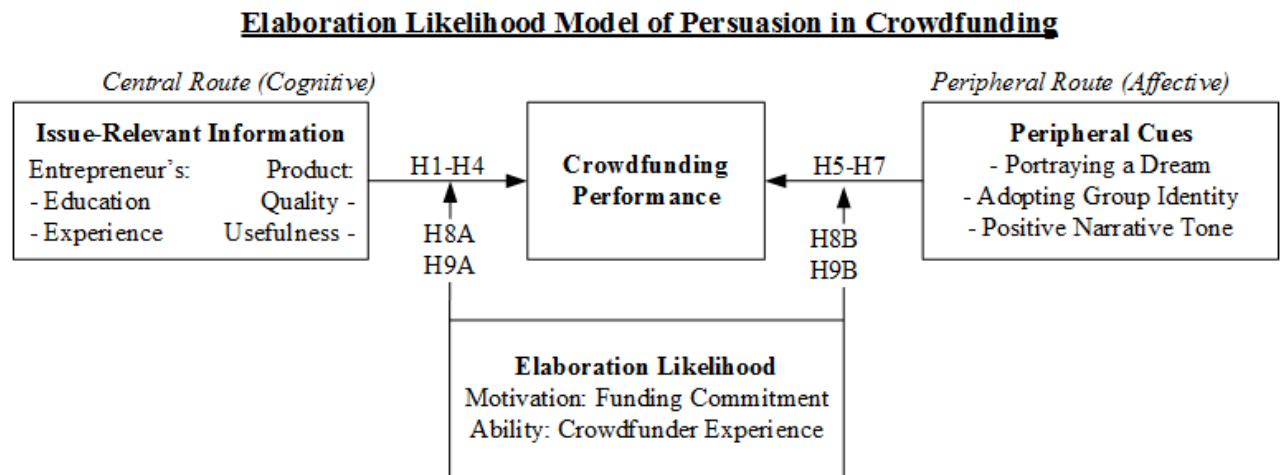 Elaboration Likelihood Model of Persuasion in Crowdfunding
Central Route (Cognitive)
Issue-Relevant Information
Entrepreneur's: Product:
- Education Quality -
- Experience Usefulness -
H1-H4
H8A
H9A
Crowdfunding
Performance
Peripheral Route (Affective)
H5-H7
H8B
H9B
Peripheral Cues
- Portraying a Dream
- Adopting Group Identity
- Positive Narrative Tone
Elaboration Likelihood
Motivation: Funding Commitment
Ability: Crowdfunder Experience